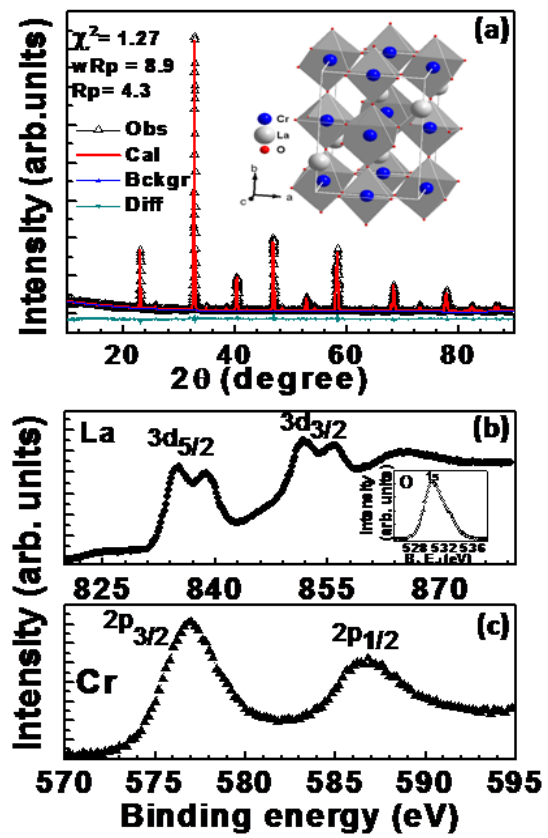 (a)
χ²= 1.27
wRp = 8.9
Rp= 4.3
Obs
Cal
Bckgr
Diff
Cr
La
O
b
c
a
Intensity (arb.units)
20 40 60 80
2θ (degree)
La
3d5/2
3d3/2
(b)
O
1s
Intensity
(arb. units)
528 532 536
B. E. (eV)
825 840 855 870
Intensity (arb. units)
2p3/2
2p1/2
(c)
Cr
570 575 580 585 590 595
Binding energy (eV)